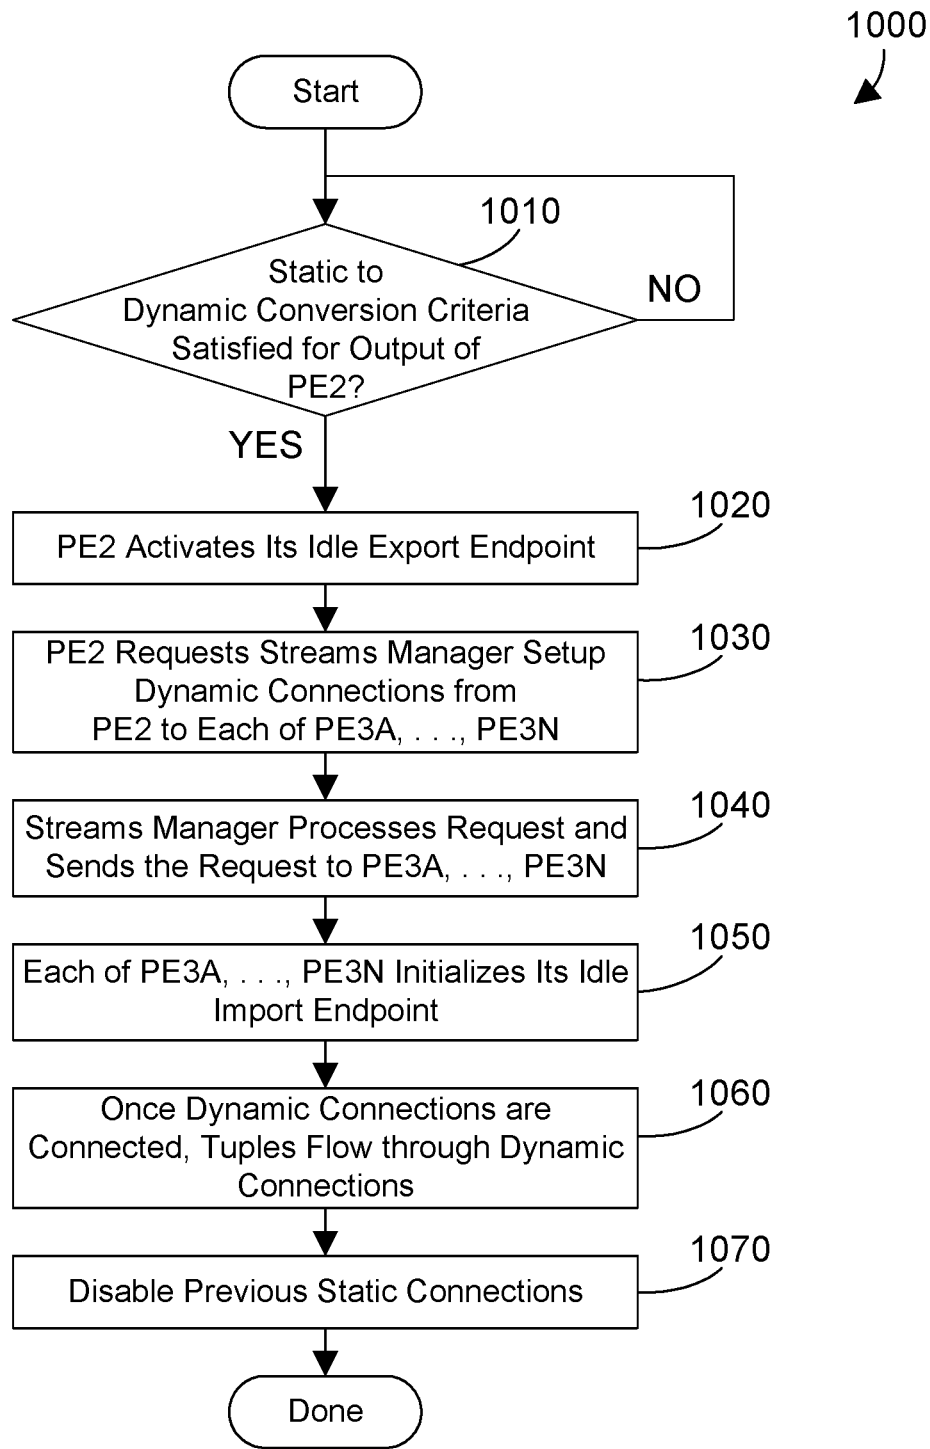 1000
Start
1010
Static to
Dynamic Conversion Criteria
Satisfied for Output of
PE2?
NO
YES
1020
PE2 Activates Its Idle Export Endpoint
1030
PE2 Requests Streams Manager Setup
Dynamic Connections from
PE2 to Each of PE3A, . . ., PE3N
1040
Streams Manager Processes Request and
Sends the Request to PE3A, . . ., PE3N
1050
Each of PE3A, . . ., PE3N Initializes Its Idle
Import Endpoint
1060
Once Dynamic Connections are
Connected, Tuples Flow through Dynamic
Connections
1070
Disable Previous Static Connections
Done